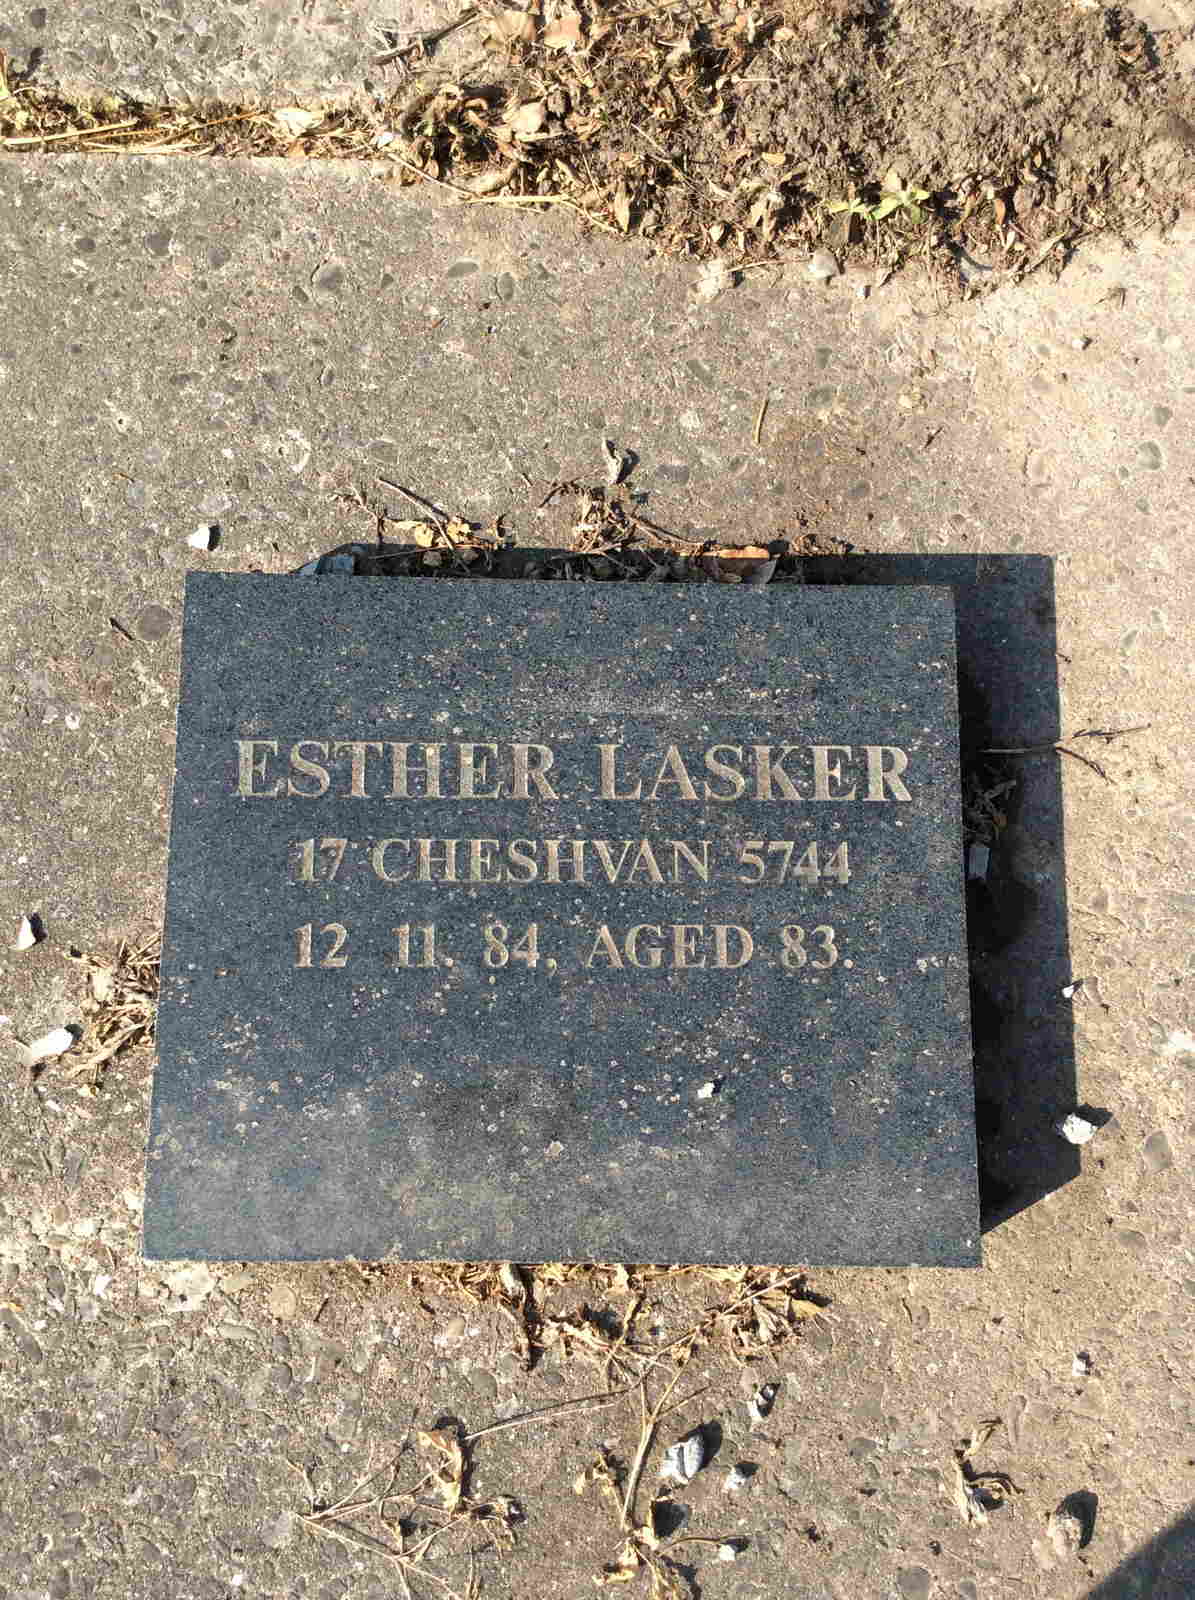 ESTHER LASKER
17 CHESHVAN 5744
12 11. 84, AGED 83.